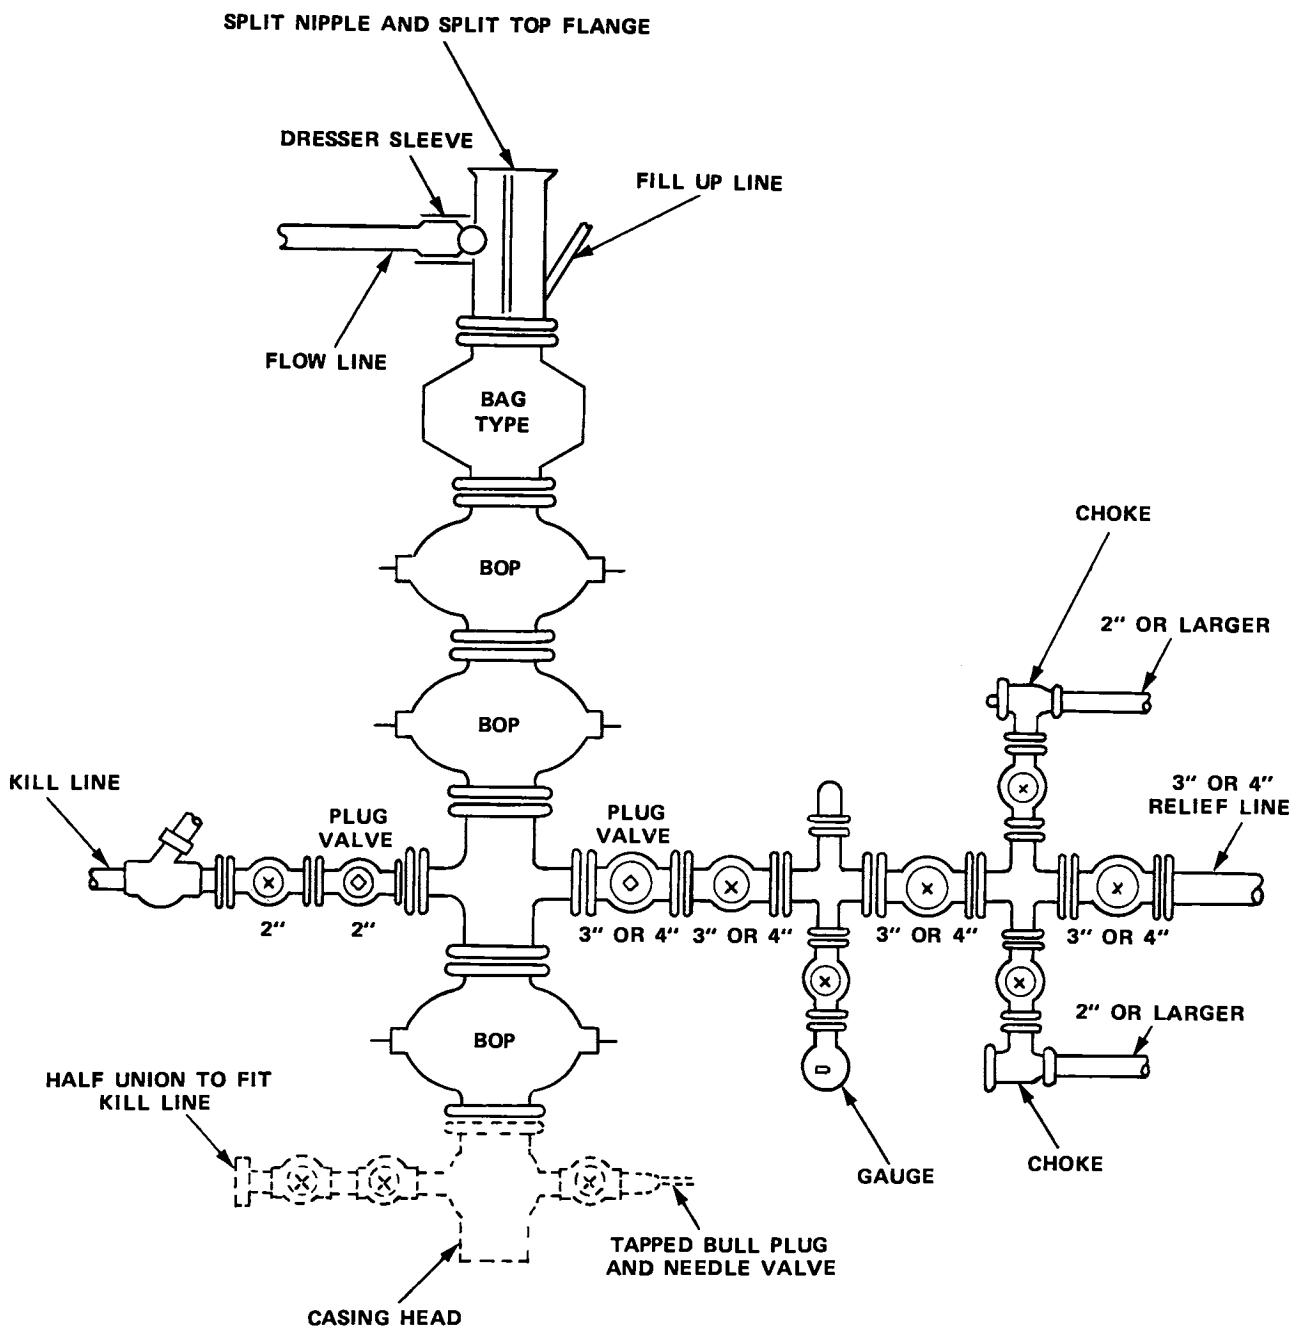 SPLIT NIPPLE AND SPLIT TOP FLANGE
DRESSER SLEEVE
FILL UP LINE
FLOW LINE
BAG
TYPE
BOP
CHOKE
2" OR LARGER
BOP
KILL LINE
PLUG
VALVE
PLUG
VALVE
3" OR 4"
RELIEF LINE
2"
2"
3" OR 4"
3" OR 4"
3" OR 4"
3" OR 4"
BOP
2" OR LARGER
HALF UNION TO FIT
KILL LINE
GAUGE
CHOKE
TAPPED BULL PLUG
AND NEEDLE VALVE
CASING HEAD